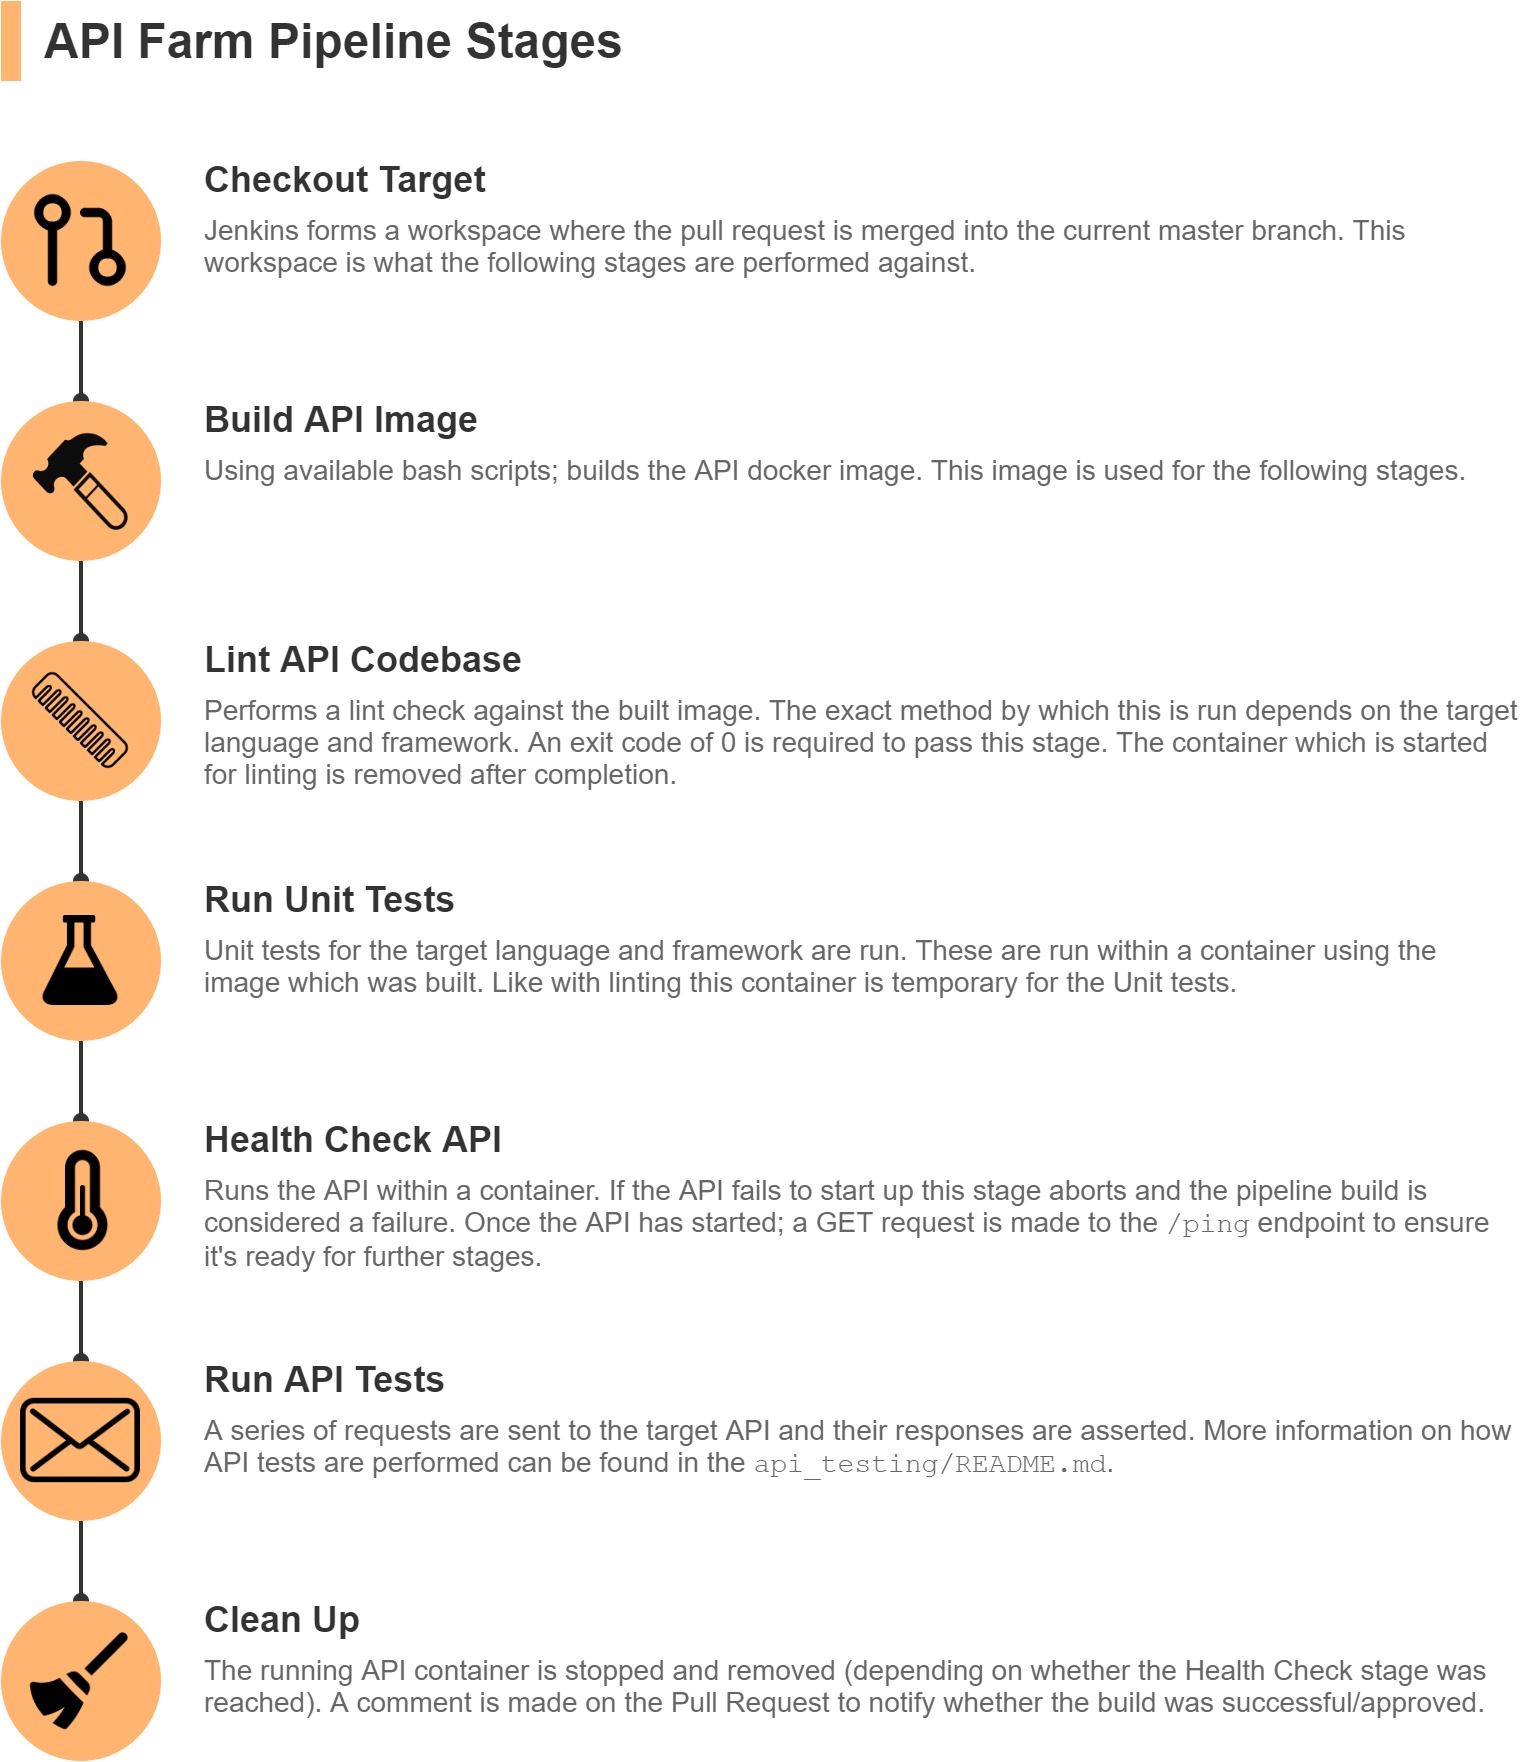 API Farm Pipeline Stages
Checkout Target
Jenkins forms a workspace where the pull request is merged into the current master branch. This
workspace is what the following stages are performed against.
Build API Image
Using available bash scripts; builds the API docker image. This image is used for the following stages.
Lint API Codebase
Performs a lint check against the built image. The exact method by which this is run depends on the target
language and framework. An exit code of 0 is required to pass this stage. The container which is started
for linting is removed after completion.
Run Unit Tests
Unit tests for the target language and framework are run. These are run within a container using the
image which was built. Like with linting this container is temporary for the Unit tests.
Health Check API
Runs the API within a container. If the API fails to start up this stage aborts and the pipeline build is
considered a failure. Once the API has started; a GET request is made to the /ping endpoint to ensure
it's ready for further stages.
Run API Tests
A series of requests are sent to the target API and their responses are asserted. More information on how
API tests are performed can be found in the api_testing/README.md.
Clean Up
The running API container is stopped and removed (depending on whether the Health Check stage was
reached). A comment is made on the Pull Request to notify whether the build was successful/approved.